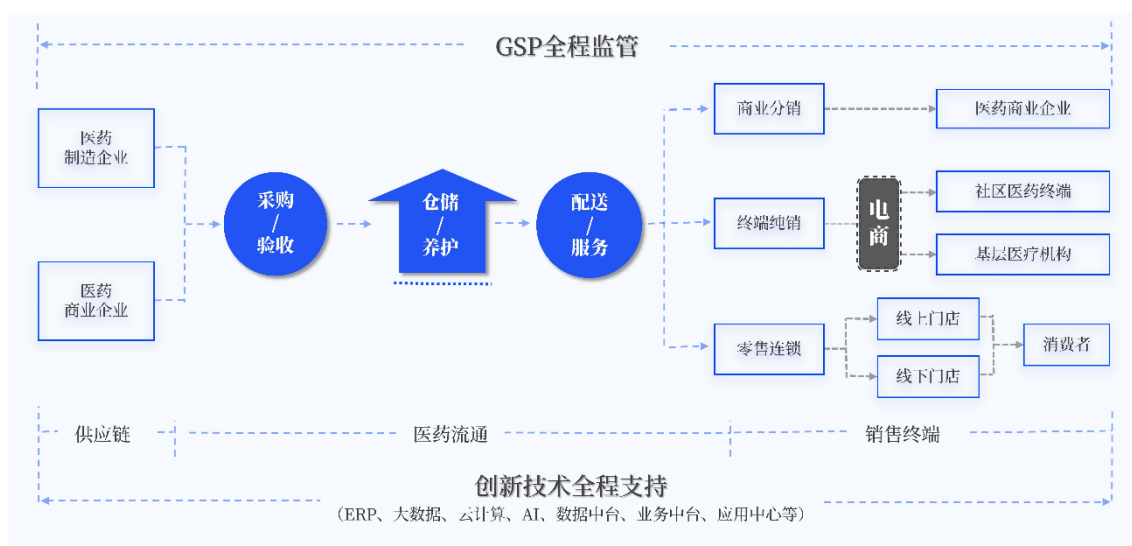 GSP全程监管
医药
制造企业
医药
商业企业
采购
/
验收
仓储
/
养护
配送
/
服务
商业分销
医药商业企业
终端纯销
电
商
社区医药终端
基层医疗机构
零售连锁
线上门店
线下门店
消费者
供应链
医药流通
销售终端
创新技术全程支持
（ERP、大数据、云计算、AI、数据中台、业务中台、应用中心等）